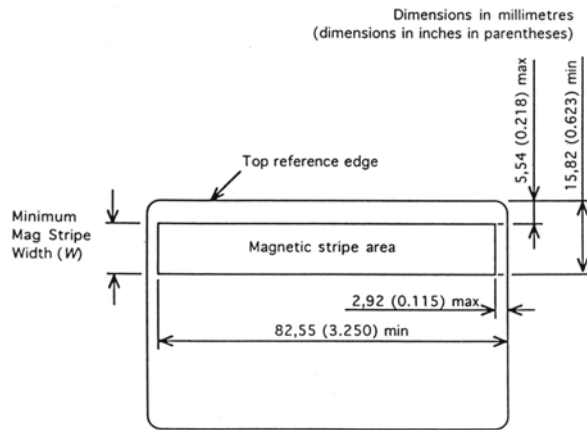 Dimensions in millimetres
(dimensions in inches in parentheses)
5,54 (0.218) max
15,82 (0.623) min
Top reference edge
Minimum
Mag Stripe
Width (W)
Magnetic stripe area
2,92 (0.115) max
82,55 (3.250) min